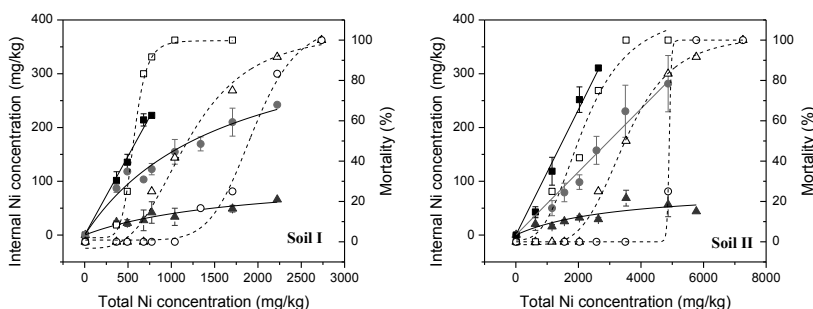 Internal Ni concentration (mg/kg)
400
300
200
100
0
100
80
60
40
20
0
Mortality (%)
Soil I
0 500 1000 1500 2000 2500 3000
Total Ni concentration (mg/kg)
Internal Ni concentration (mg/kg)
400
300
200
100
0
100
80
60
40
20
0
Mortality (%)
Soil II
0 2000 4000 6000 8000
Total Ni concentration (mg/kg)